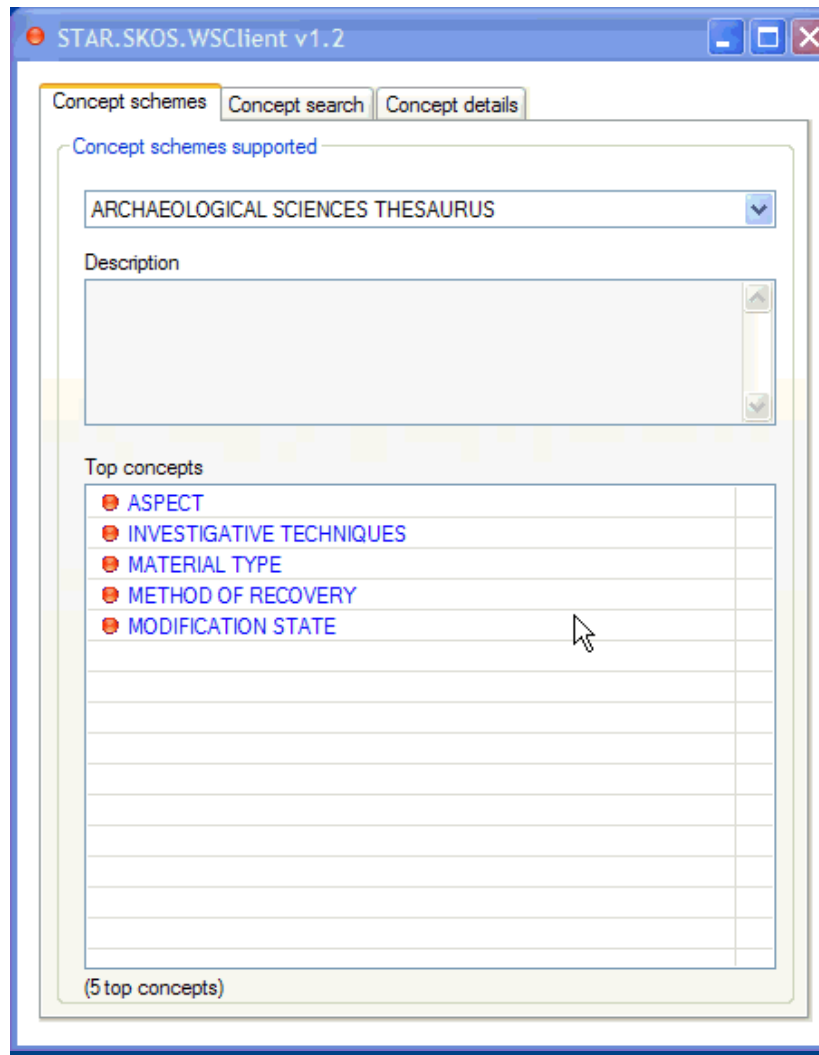 STAR.SKOS.WSClient v1.2
Concept schemes Concept search Concept details
Concept schemes supported
ARCHAEOLOGICAL SCIENCES THESAURUS
Description
Top concepts
ASPECT
INVESTIGATIVE TECHNIQUES
MATERIAL TYPE
METHOD OF RECOVERY
MODIFICATION STATE
(5 top concepts)